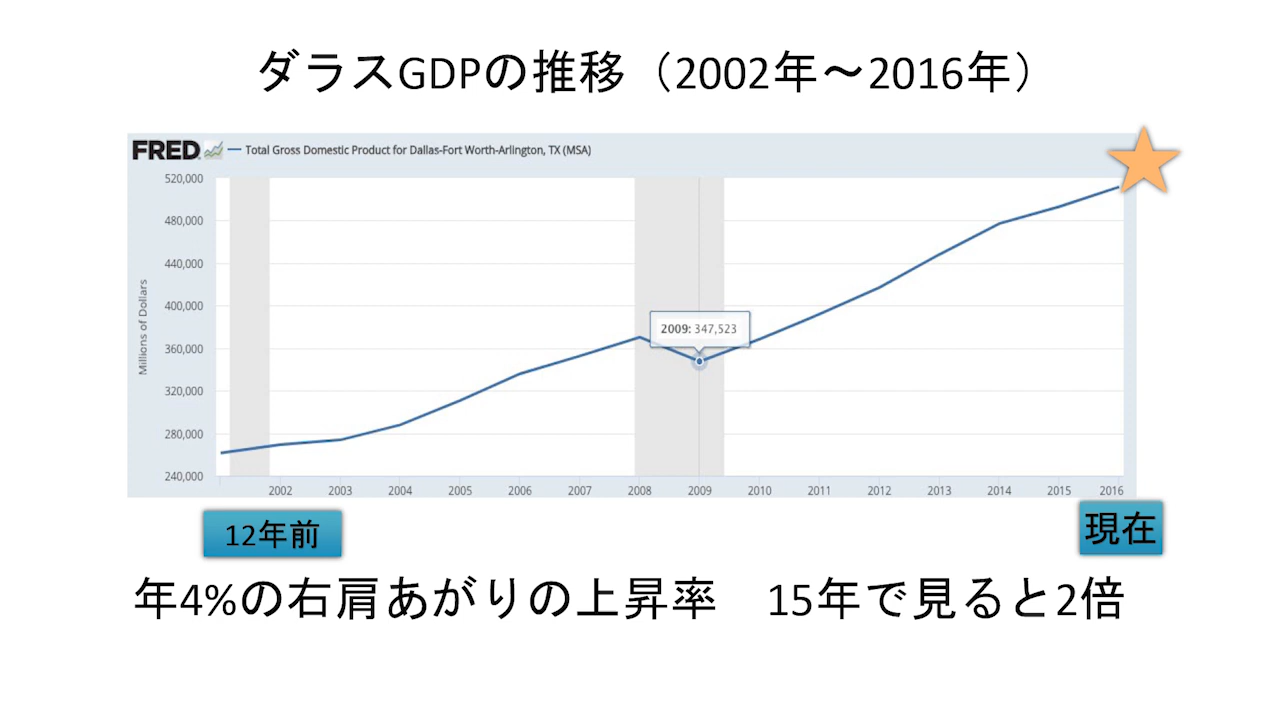 ダラスGDPの推移（2002年～2016年）
FRED Total Gross Domestic Product for Dallas-Fort Worth-Arlington, TX (MSA)
520,000
480,000
440,000
400,000
360,000
320,000
280,000
240,000
Millions of Dollars
2009: 347,523
2002 2003 2004 2005 2006 2007 2008 2009 2010 2011 2012 2013 2014 2015 2016
12年前
現在
年4%の右肩あがりの上昇率　15年で見ると2倍